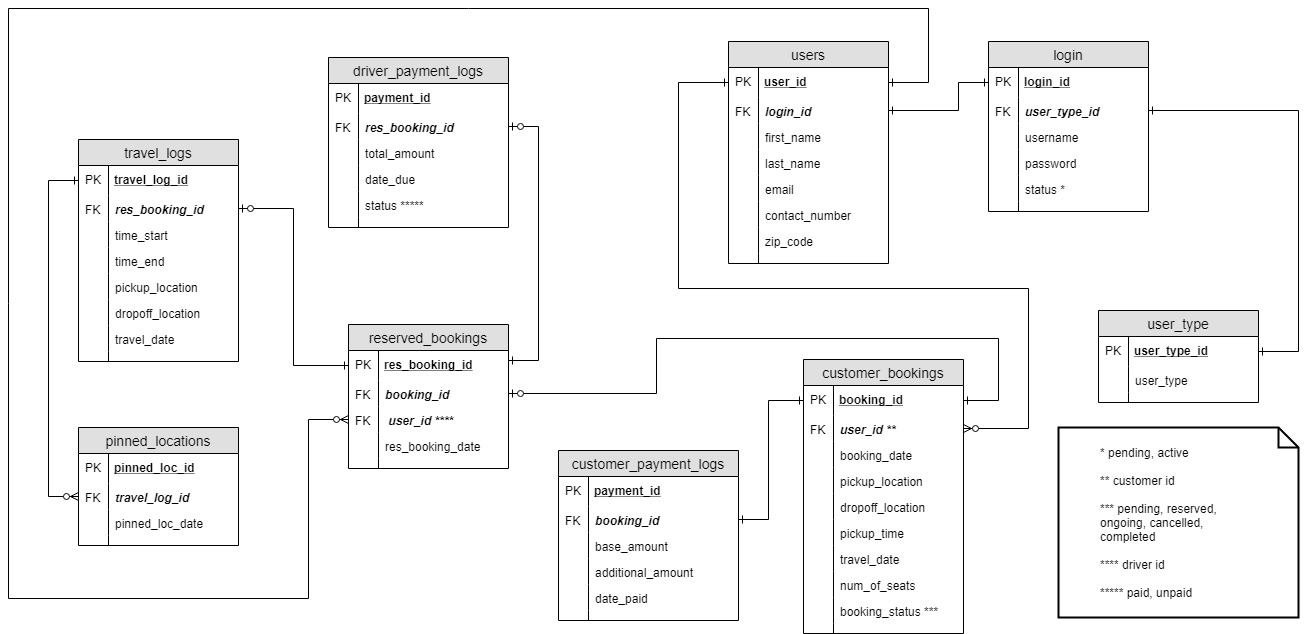 driver_payment_logs
PK payment_id
FK res_booking_id
total_amount
date_due
status *****
users
PK user_id
FK login_id
first_name
last_name
email
contact_number
zip_code
login
PK login_id
FK user_type_id
username
password
status *
travel_logs
PK travel_log_id
FK res_booking_id
time_start
time_end
pickup_location
dropoff_location
travel_date
reserved_bookings
PK res_booking_id
FK booking_id
FK user_id ****
res_booking_date
user_type
PK user_type_id
user_type
customer_bookings
PK booking_id
FK user_id **
booking_date
pickup_location
dropoff_location
pickup_time
travel_date
num_of_seats
booking_status ***
pinned_locations
PK pinned_loc_id
FK travel_log_id
pinned_loc_date
customer_payment_logs
PK payment_id
FK booking_id
base_amount
additional_amount
date_paid
* pending, active
** customer id
*** pending, reserved,
ongoing, cancelled,
completed
**** driver id
***** paid, unpaid